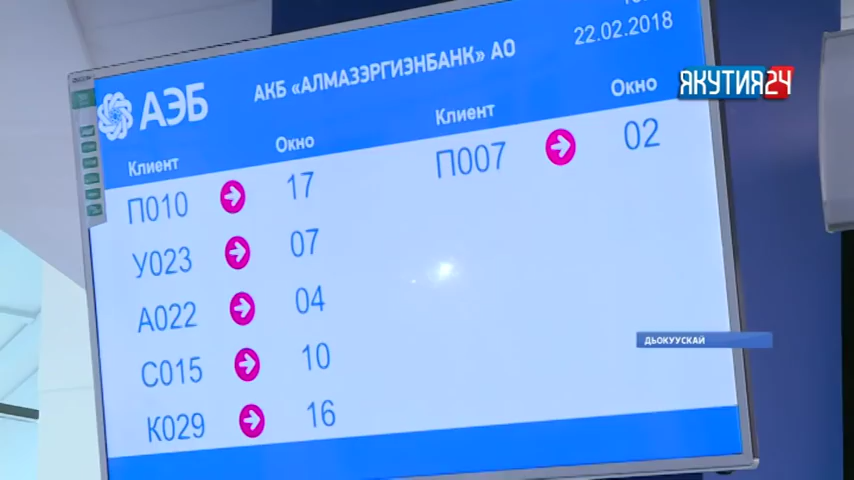 22.02.2018
ЯКУТИЯ24
АЭБ
АКБ «АЛМАЗЭРГИЭНБАНК» АО
Клиент Окно Клиент Окно
П010 17 П007 02
У023 07
А022 04
С015 10
К029 16
ДЬОКУУСКАЙ